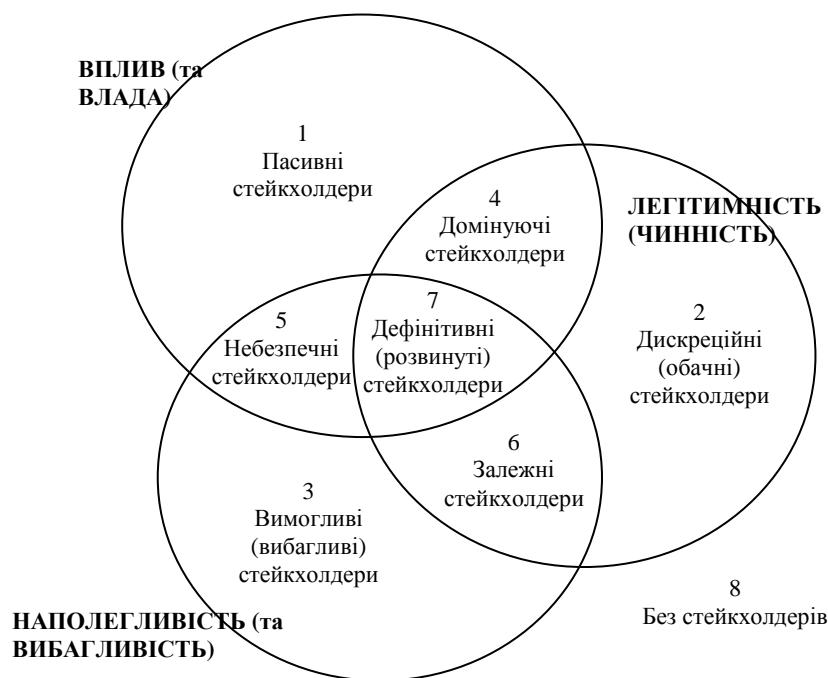 ВПЛИВ (та
ВЛАДА)
1
Пасивні
стейкхолдери
4
Домінуючі
стейкхолдери
ЛЕГІТИМНІСТЬ
(ЧИННІСТЬ)
5
Небезпечні
стейкхолдери
7
Дефінітивні
(розвинуті)
стейкхолдери
2
Дискреційні
(обачні)
стейкхолдери
6
Залежні
стейкхолдери
3
Вимогливі
(вибагливі)
стейкхолдери
НАПОЛЕГЛИВІСТЬ (та
ВИБАГЛИВІСТЬ)
8
Без стейкхолдерів